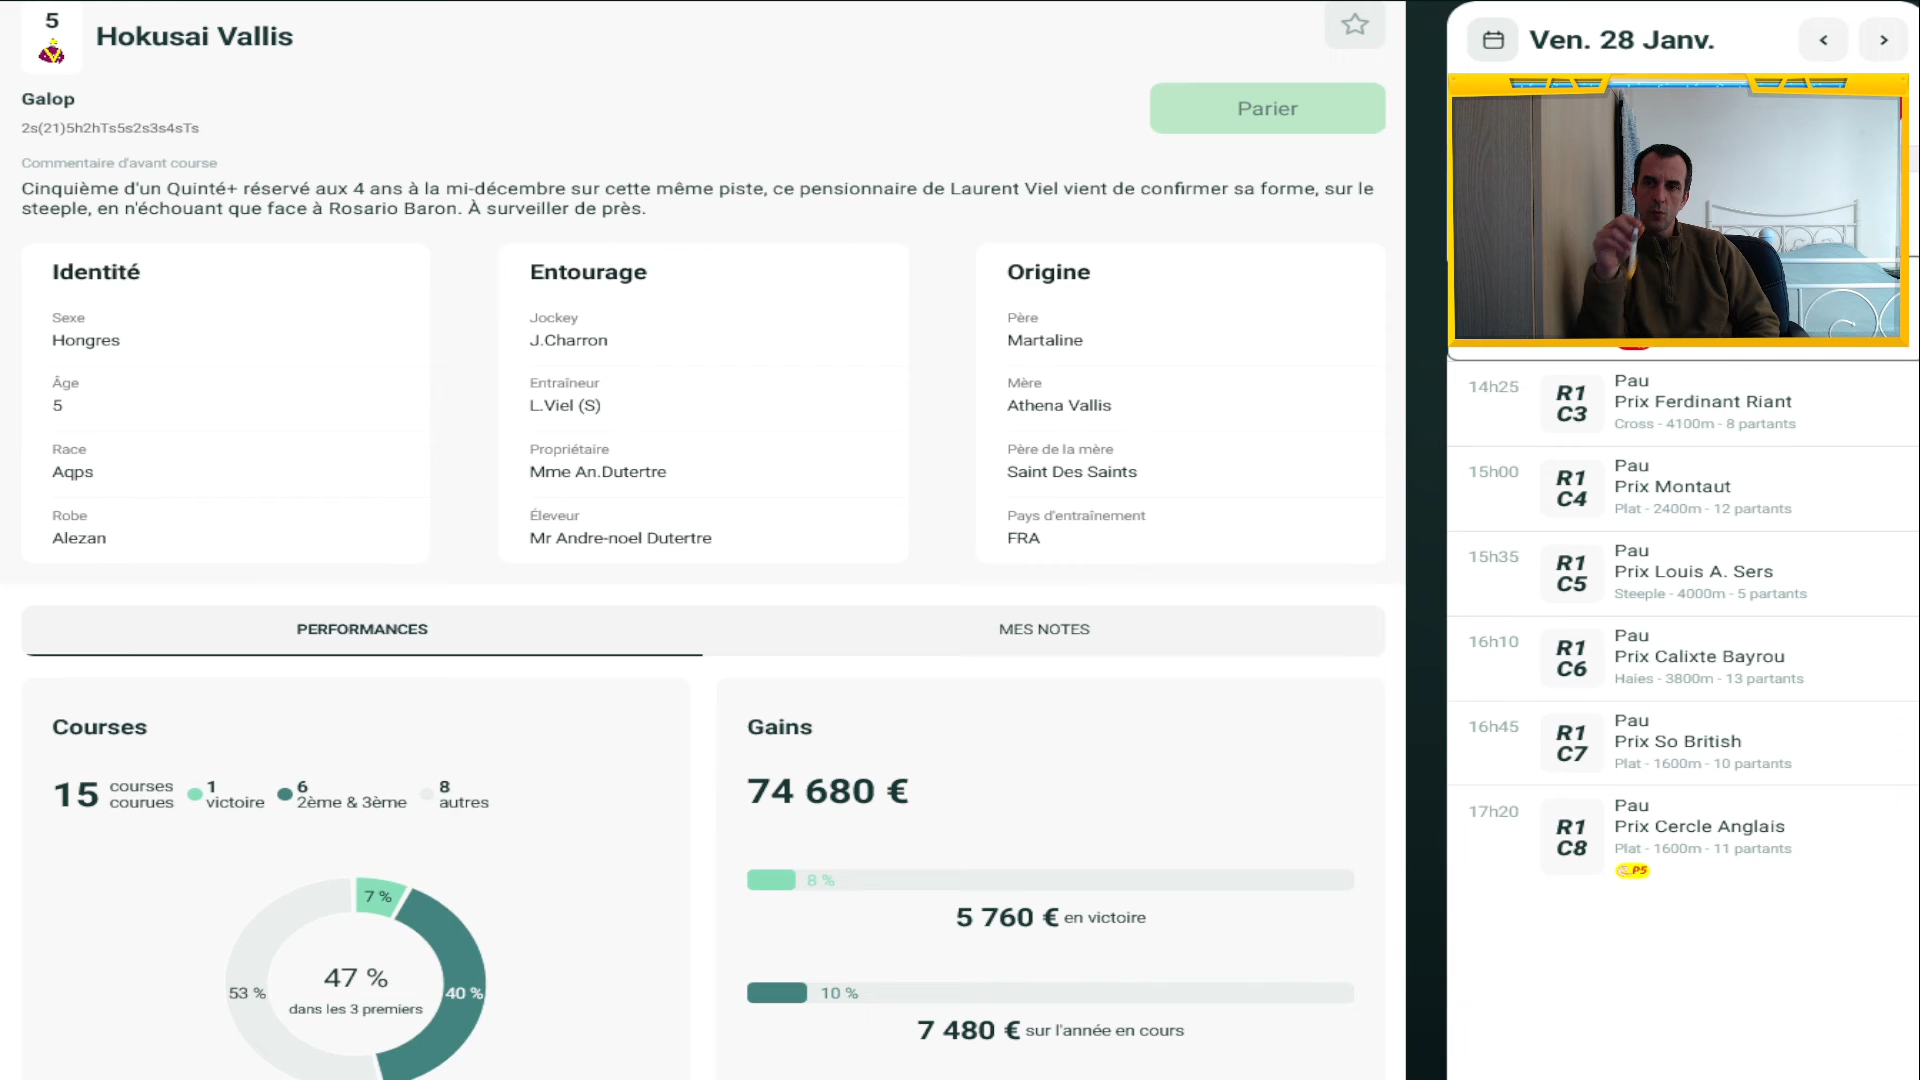 5
Hokusai Vallis
Galop
2s(21)5h2hTs5s2s3s4sTs
Parier
Commentaire d'avant course
Cinquième d'un Quinté+ réservé aux 4 ans à la mi-décembre sur cette même piste, ce pensionnaire de Laurent Viel vient de confirmer sa forme, sur le
steeple, en n'échouant que face à Rosario Baron. À surveiller de près.
Identité
Sexe
Hongres
Âge
5
Race
Aqps
Robe
Alezan
Entourage
Jockey
J.Charron
Entraîneur
L.Viel (S)
Propriétaire
Mme An.Dutertre
Éleveur
Mr Andre-noel Dutertre
Origine
Père
Martaline
Mère
Athena Vallis
Père de la mère
Saint Des Saints
Pays d'entraînement
FRA
PERFORMANCES
MES NOTES
Courses
15 courses courues
1 victoire
6 2ème & 3ème
8 autres
7 %
47 %
dans les 3 premiers
53 %
40 %
Gains
74 680 €
8 %
5 760 € en victoire
10 %
7 480 € sur l'année en cours
Ven. 28 Janv.
< >
14h25
R1
C3
Pau
Prix Ferdinant Riant
Cross - 4100m - 8 partants
15h00
R1
C4
Pau
Prix Montaut
Plat - 2400m - 12 partants
15h35
R1
C5
Pau
Prix Louis A. Sers
Steeple - 4000m - 5 partants
16h10
R1
C6
Pau
Prix Calixte Bayrou
Haies - 3800m - 13 partants
16h45
R1
C7
Pau
Prix So British
Plat - 1600m - 10 partants
17h20
R1
C8
Pau
Prix Cercle Anglais
Plat - 1600m - 11 partants
P5